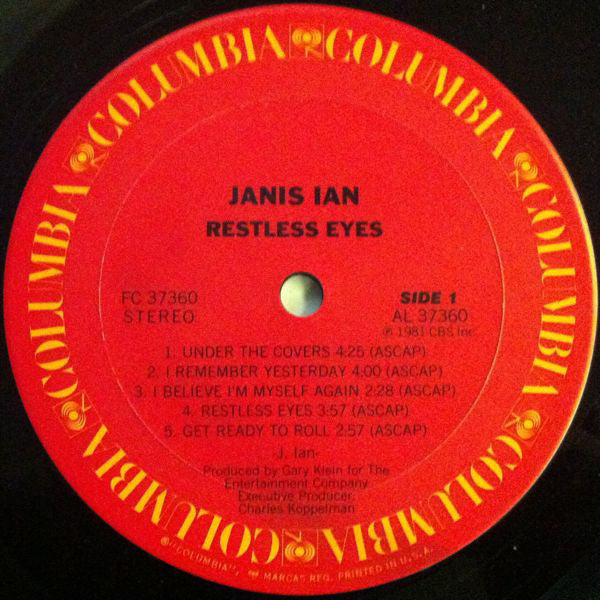 COLUMBIA COLUMBIA COLUMBIA COLUMBIA COLUMBIA COLUMBIA
JANIS IAN
RESTLESS EYES
FC 37360
STEREO
SIDE 1
AL 37360
℗ 1981 CBS Inc.
1. UNDER THE COVERS 4:25 (ASCAP)
2. I REMEMBER YESTERDAY 4:00 (ASCAP)
3. I BELIEVE I'M MYSELF AGAIN 2:28 (ASCAP)
4. RESTLESS EYES 3:57 (ASCAP)
5. GET READY TO ROLL 2:57 (ASCAP)
-J. Ian-
Produced by Gary Klein for The
Entertainment Company
Executive Producer:
Charles Koppelman
®"COLUMBIA", MARCAS REG. PRINTED IN U.S.A.